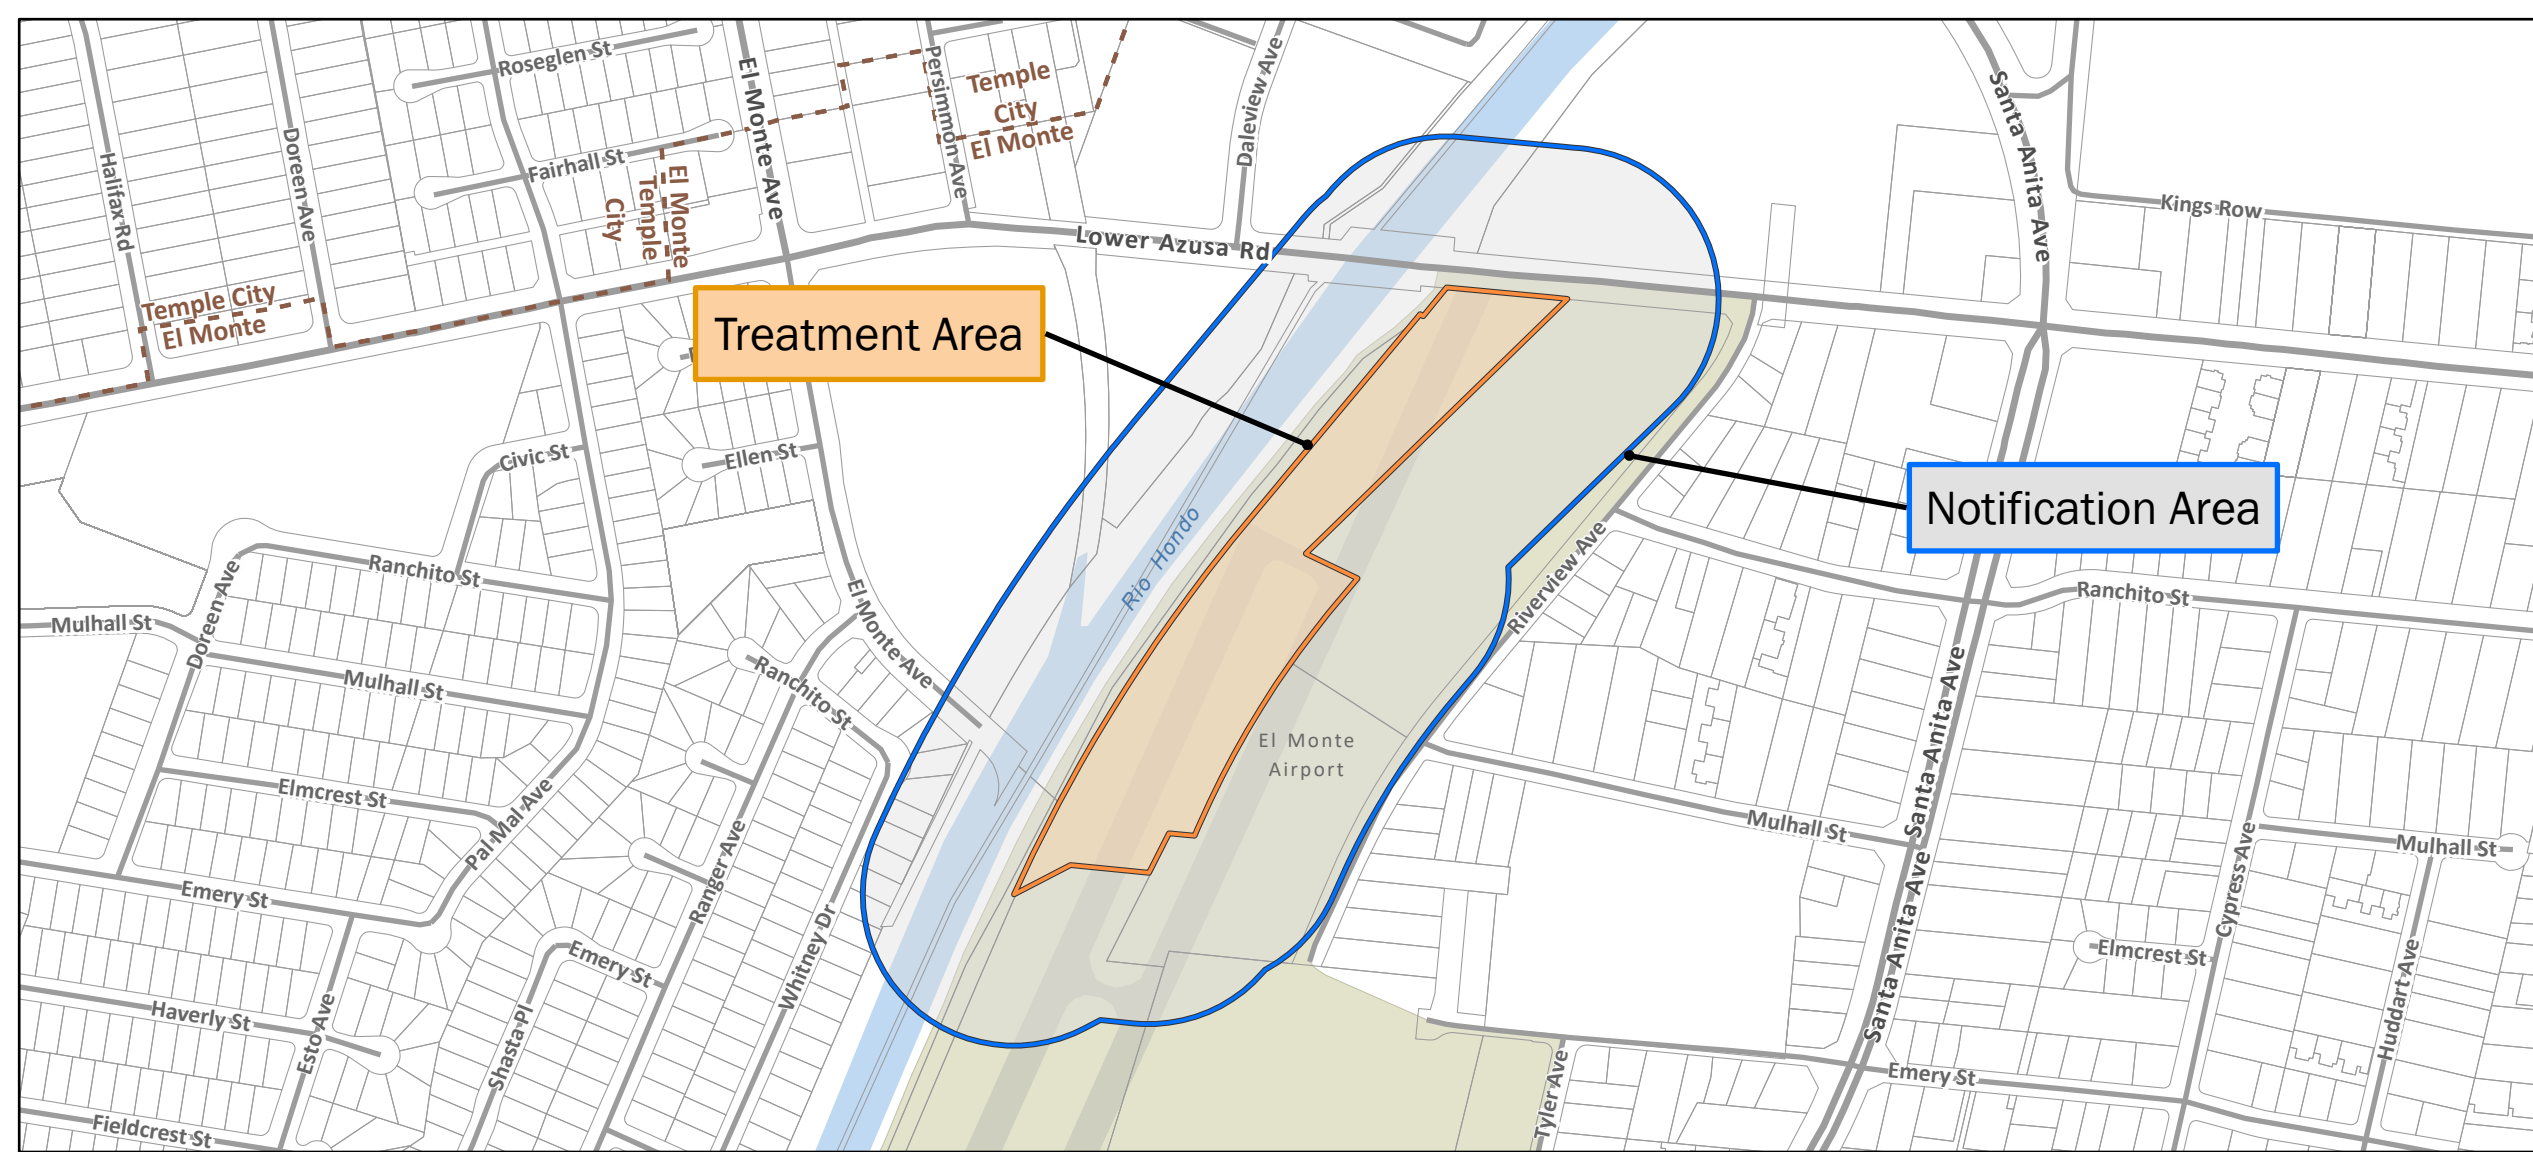 Roseglen St
El Monte Ave
Persimmon Ave
Temple
City
El Monte
Daleview Ave
Santa Anita Ave
Halifax Rd
Doreen Ave
Fairhall St
El Monte
Temple
City
Kings Row
Lower Azusa Rd
Temple City
El Monte
Treatment Area
Civic St
Ellen St
Notification Area
Rio Hondo
Riverview Ave
Ranchito St
Ranchito St
Doreen Ave
Mulhall St
El Monte Ave
Mulhall St
Ranchito St
Santa Anita Ave
El Monte
Airport
Elmcrest St
Pal Mal Ave
Ranger Ave
Mulhall St
Mulhall St
Santa Anita Ave
Cypress Ave
Emery St
Emery St
Whitney Dr
Elmcrest St
Huddart Ave
Haverly St
Esto Ave
Shasta Pl
Tyler Ave
Emery St
Fieldcrest St